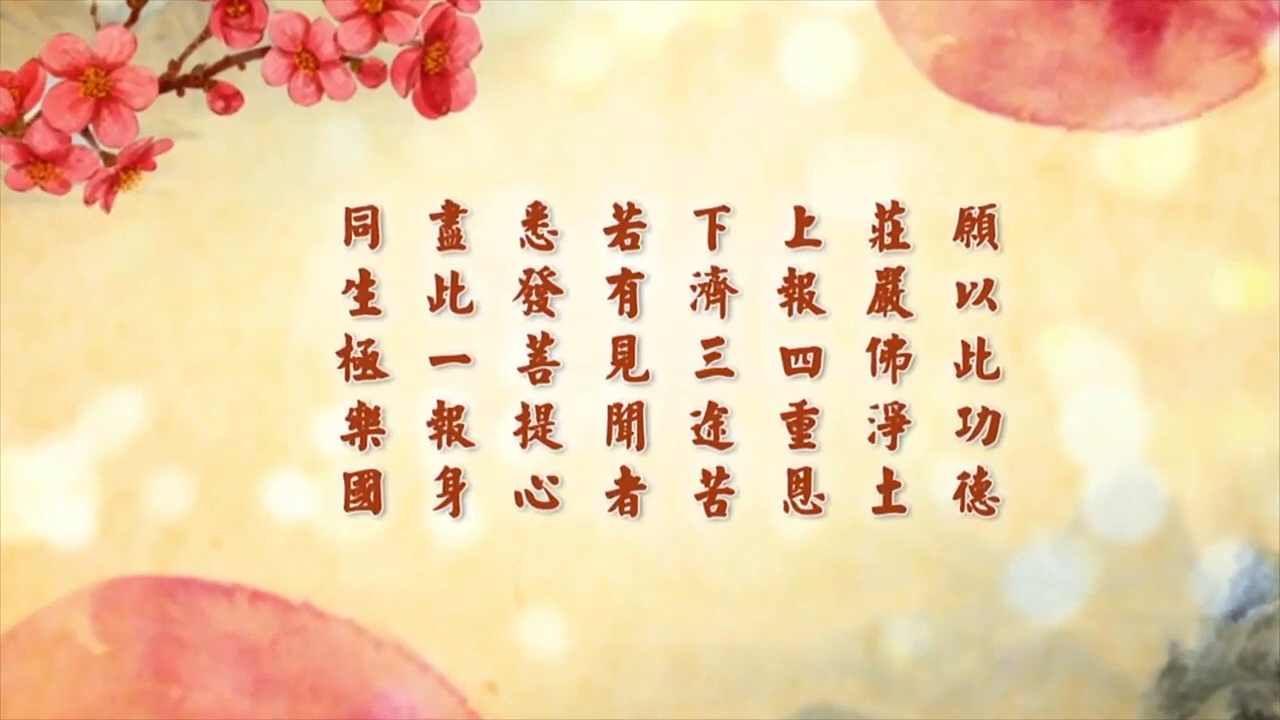 願以此功德
莊嚴佛淨土
上報四重恩
下濟三途苦
若有見聞者
悉發菩提心
盡此一報身
同生極樂國